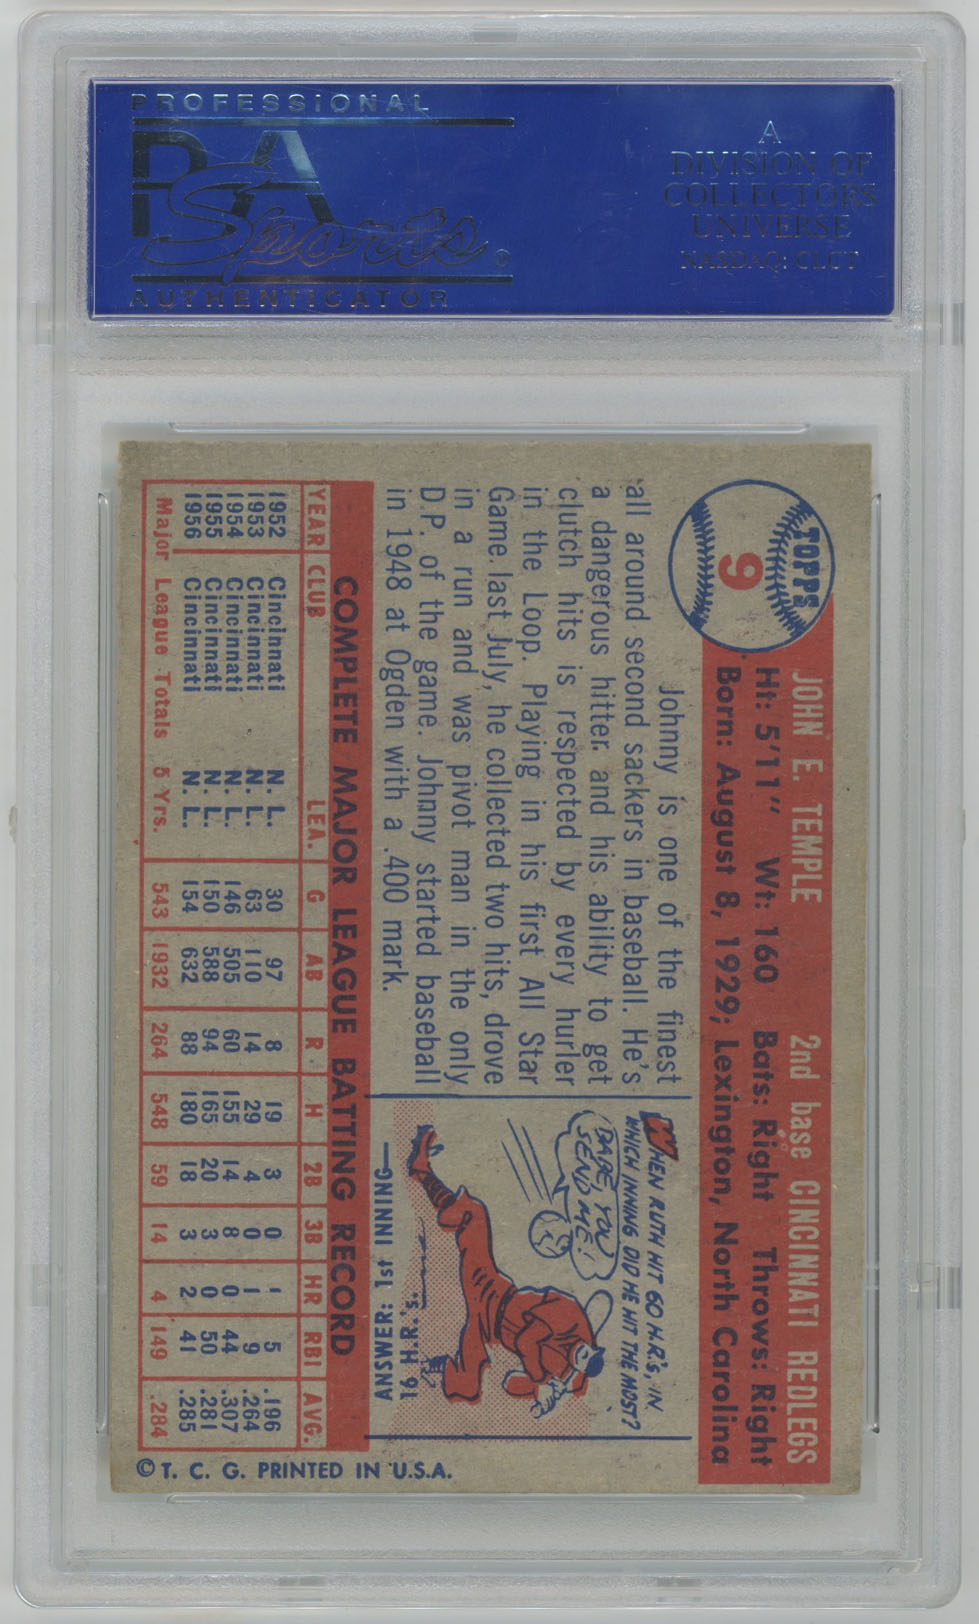 PROFESSIONAL
PSA
Sports®
AUTHENTICATOR
A
DIVISION OF
COLLECTORS
UNIVERSE
NASDAQ: CLCT
TOPPS
9
JOHN E. TEMPLE 2nd base CINCINNATI REDLEGS
Ht: 5'11" Wt: 160 Bats: Right Throws: Right
Born: August 8, 1929; Lexington, North Carolina
Johnny is one of the finest
all around second sackers in baseball. He's
a dangerous hitter and his ability to get
clutch hits is respected by every hurler
in the Loop. Playing in his first All Star
Game last July, he collected two hits, drove
in a run and was pivot man in the only
D.P. of the game. Johnny started baseball
in 1948 at Ogden with a .400 mark.
WHEN RUTH HIT 60 H.R.'S, IN
WHICH INNING DID HE HIT THE MOST?
BABE, YOU
SEND ME!
16 H.R.'S.
ANSWER: 1st INNING—
COMPLETE MAJOR LEAGUE BATTING RECORD
YEAR CLUB LEA. G AB R H 2B 3B HR RBI AVG.
1952 Cincinnati N. L. 30 97 8 19 3 0 1 5 .196
1953 Cincinnati N. L. 63 110 14 29 4 0 1 9 .264
1954 Cincinnati N. L. 146 505 60 155 14 8 0 44 .307
1955 Cincinnati N. L. 150 588 94 165 20 3 0 50 .281
1956 Cincinnati N. L. 154 632 88 180 18 3 2 41 .285
Major League Totals 5 Yrs. 543 1932 264 548 59 14 4 149 .284
© T. C. G. PRINTED IN U.S.A.